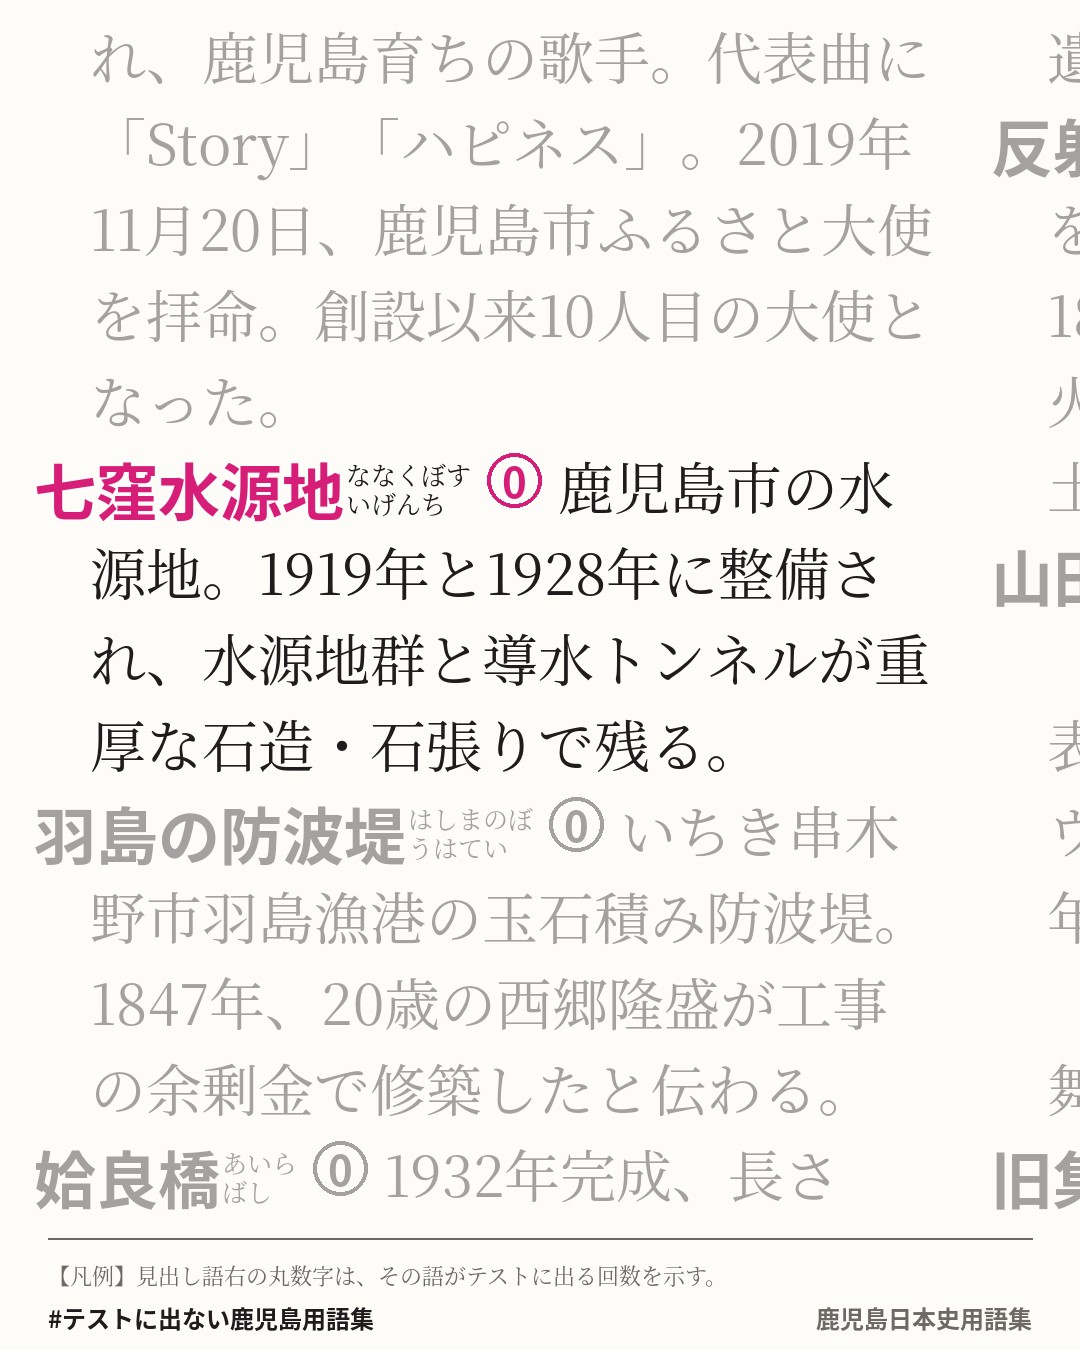 れ、鹿児島育ちの歌手。代表曲に
「Story」「ハピネス」。2019年
11月20日、鹿児島市ふるさと大使
を拝命。創設以来10人目の大使と
なった。
七窪水源地 ななくぼす いげんち 0 鹿児島市の水
源地。1919年と1928年に整備さ
れ、水源地群と導水トンネルが重
厚な石造・石張りで残る。
羽島の防波堤 はしまのぼ うはてい 0 いちき串木
野市羽島漁港の玉石積み防波堤。
1847年、20歳の西郷隆盛が工事
の余剰金で修築したと伝わる。
姶良橋 あいら ばし 0 1932年完成、長さ
遺
反射
を
18
火
土
山田
表
ウ
年
舞
旧集
【凡例】見出し語右の丸数字は、その語がテストに出る回数を示す。
#テストに出ない鹿児島用語集
鹿児島日本史用語集